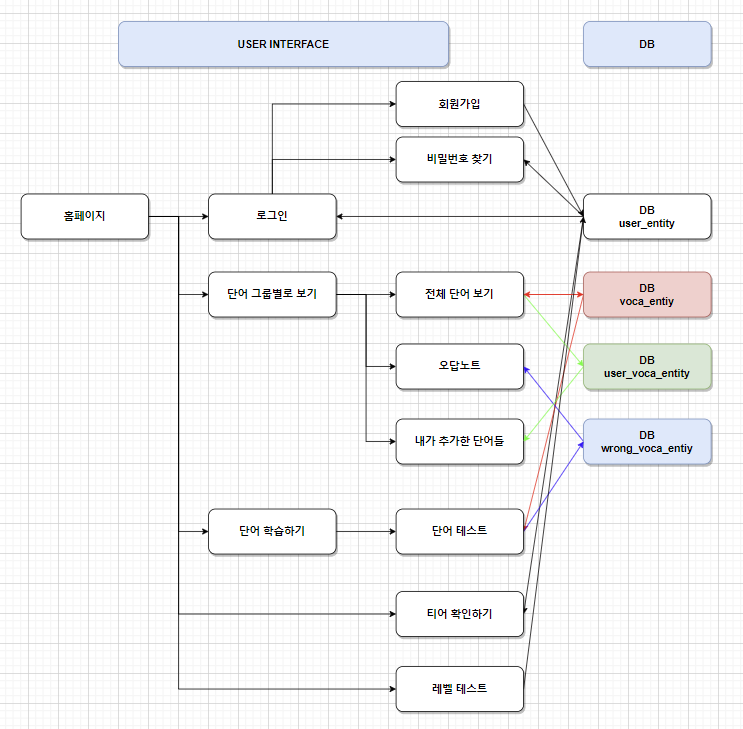 USER INTERFACE
DB
회원가입
비밀번호 찾기
홈페이지
로그인
DB
user_entity
단어 그룹별로 보기
전체 단어 보기
DB
voca_entiy
오답노트
DB
user_voca_entity
내가 추가한 단어들
DB
wrong_voca_entiy
단어 학습하기
단어 테스트
티어 확인하기
레벨 테스트